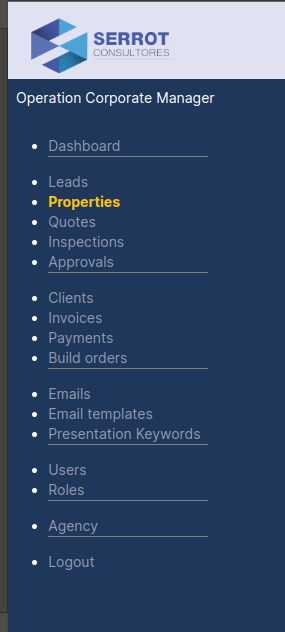 SERROT
CONSULTORES
Operation Corporate Manager
Dashboard
Leads
Properties
Quotes
Inspections
Approvals
Clients
Invoices
Payments
Build orders
Emails
Email templates
Presentation Keywords
Users
Roles
Agency
Logout